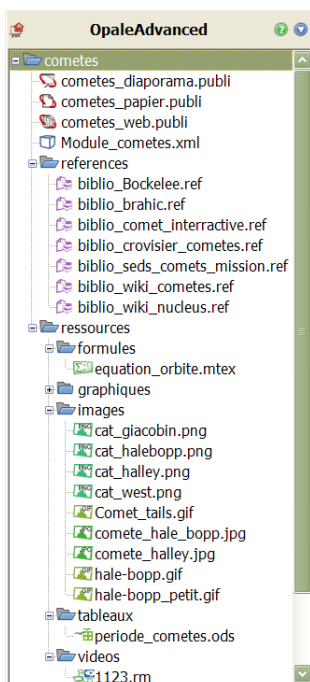 OpaleAdvanced
cometes
cometes_diaporama.publi
cometes_papier.publi
cometes_web.publi
Module_cometes.xml
references
biblio_Bockelee.ref
biblio_brahic.ref
biblio_comet_interractive.ref
biblio_crovisier_cometes.ref
biblio_seds_comets_mission.ref
biblio_wiki_cometes.ref
biblio_wiki_nucleus.ref
ressources
formules
equation_orbite.mtex
graphiques
images
cat_giacobin.png
cat_halebopp.png
cat_halley.png
cat_west.png
Comet_tails.gif
comete_hale_bopp.jpg
comete_halley.jpg
hale-bopp.gif
hale-bopp_petit.gif
tableaux
periode_cometes.ods
videos
1123.rm